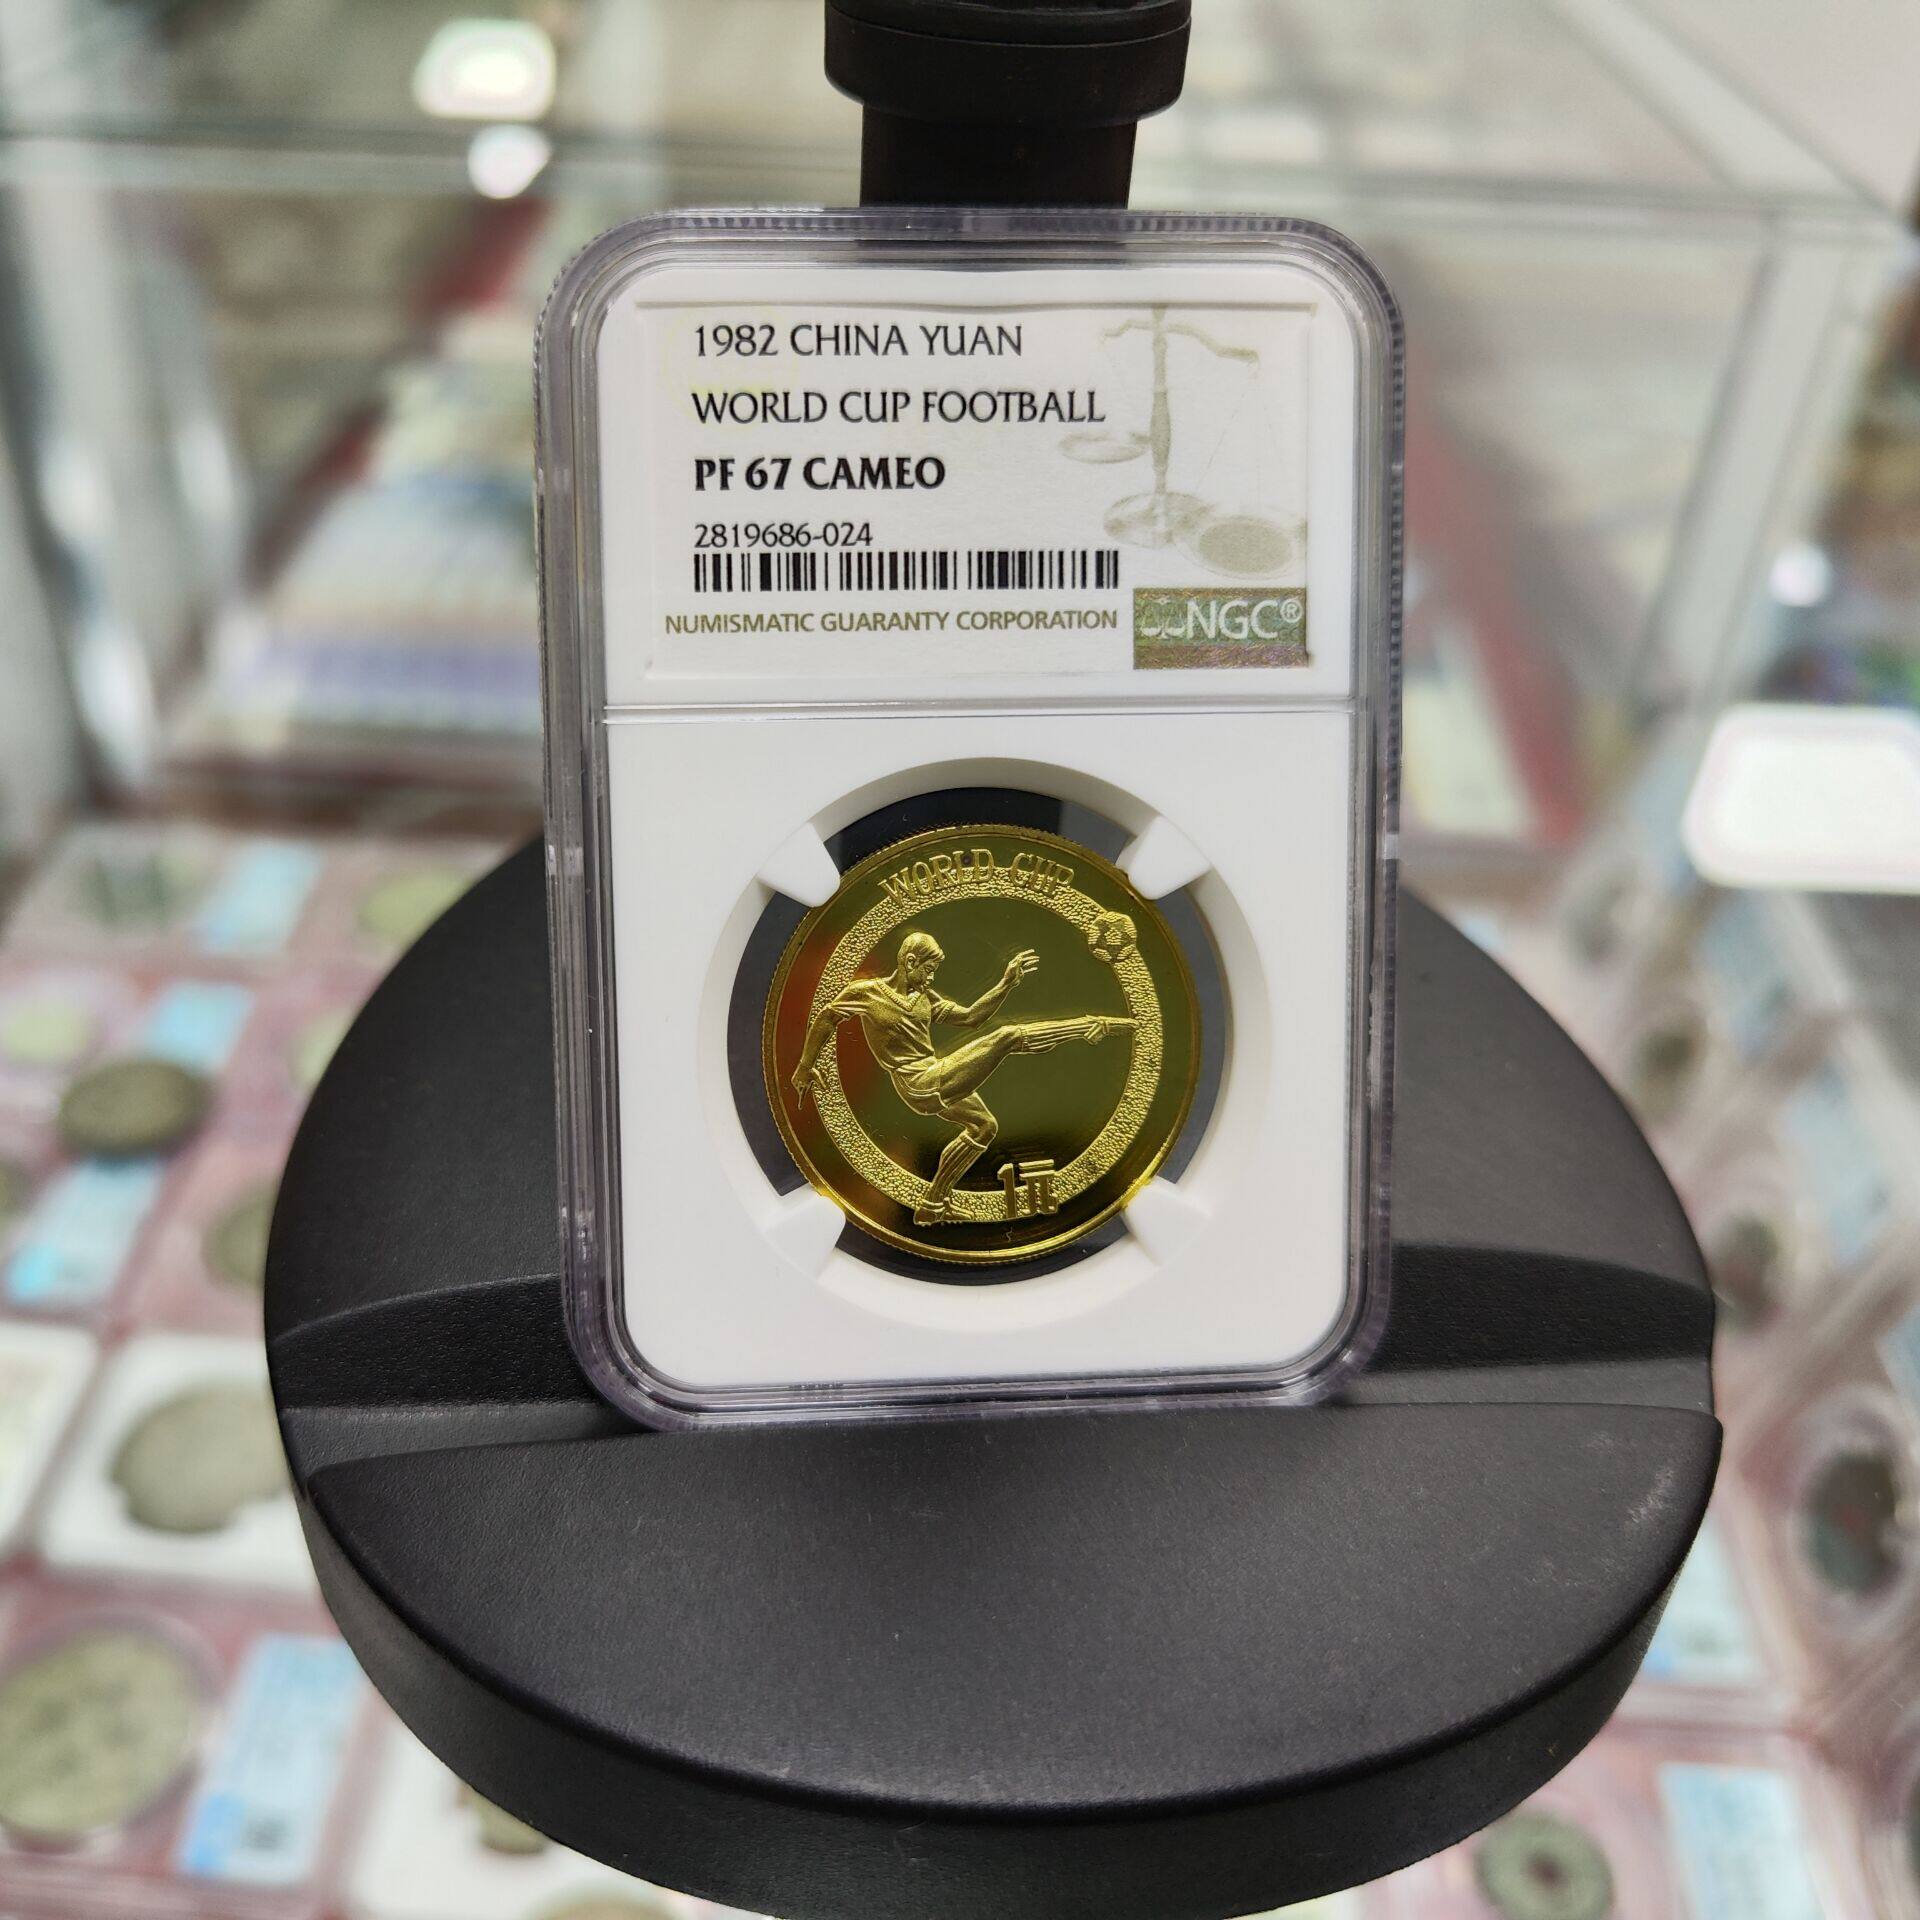 1982 CHINA YUAN
WORLD CUP FOOTBALL
PF 67 CAMEO
2819686-024
NUMISMATIC GUARANTY CORPORATION
NGC®
WORLD CUP
1元